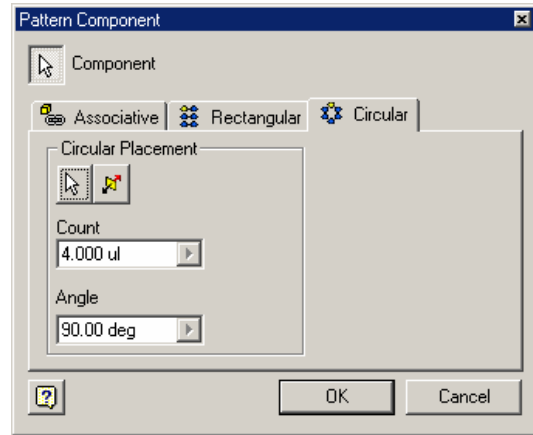 Pattern Component
Component
Associative Rectangular Circular
Circular Placement
Count
4.000 ul
Angle
90.00 deg
OK Cancel